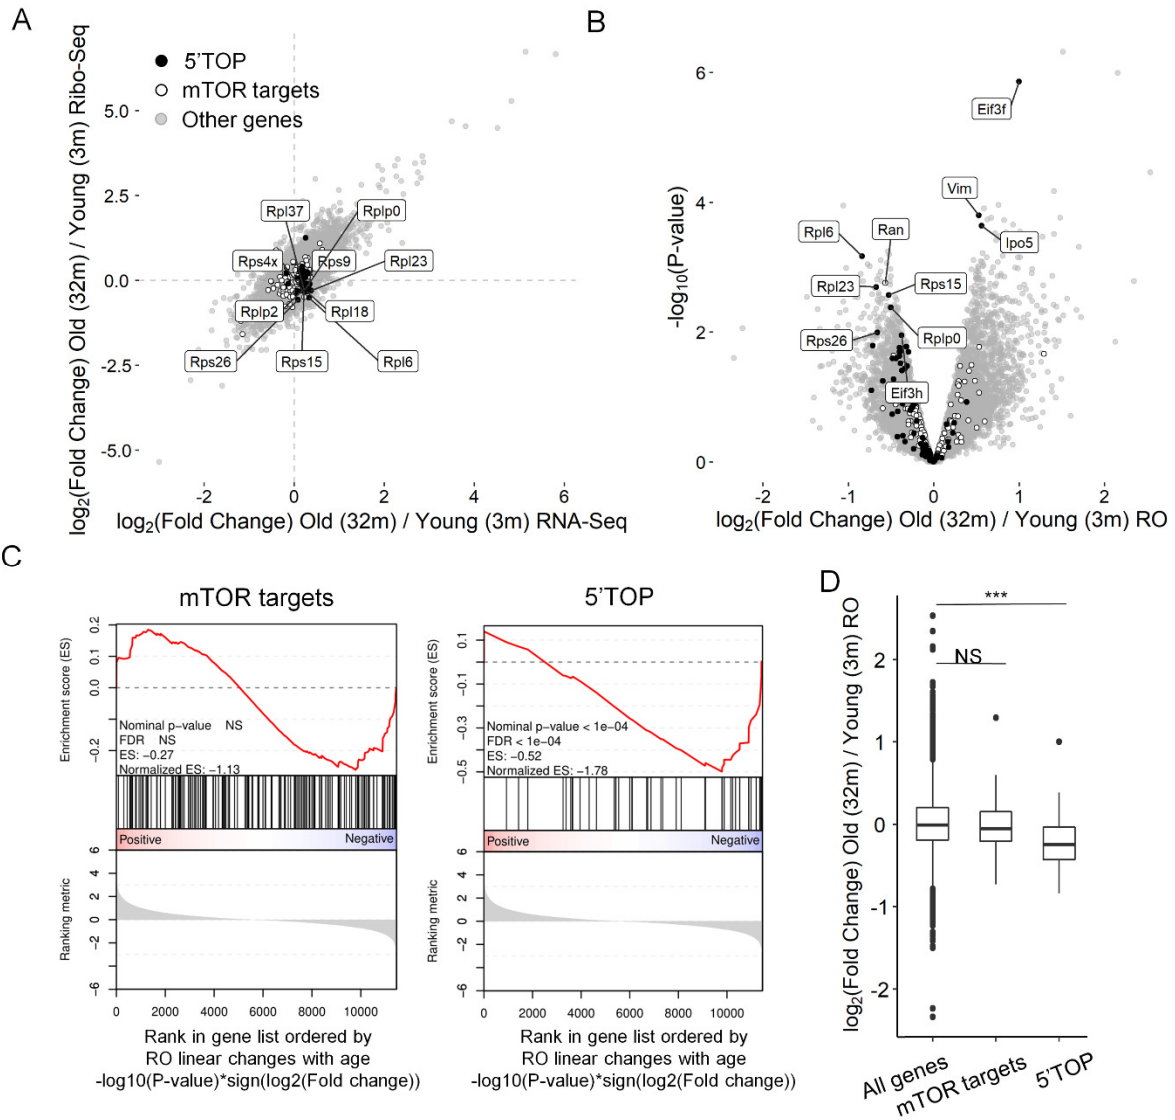 A
log₂(Fold Change) Old (32m) / Young (3m) Ribo-Seq
5'TOP
mTOR targets
Other genes
5.0
2.5
0.0
-2.5
-5.0
Rpl37
Rplp0
Rps4x
Rps9
Rpl23
Rplp2
Rpl18
Rps26
Rps15
Rpl6
-2
0
2
4
6
log₂(Fold Change) Old (32m) / Young (3m) RNA-Seq
B
-log₁₀(P-value)
6
4
2
0
Eif3f
Vim
Ipo5
Rpl6
Ran
Rpl23
Rps15
Rps26
Rplp0
Eif3h
-2
-1
0
1
2
log₂(Fold Change) Old (32m) / Young (3m) RO
C
mTOR targets
Enrichment score (ES)
0.2
0.1
0.0
-0.2
Nominal p-value NS
FDR NS
ES: -0.27
Normalized ES: -1.13
Positive
Negative
Ranking metric
6
4
2
0
-2
-6
0
2000
4000
6000
8000
10000
Rank in gene list ordered by
RO linear changes with age
-log10(P-value)*sign(log2(Fold change))
5'TOP
Enrichment score (ES)
0.1
-0.1
-0.3
-0.5
Nominal p-value < 1e-04
FDR < 1e-04
ES: -0.52
Normalized ES: -1.78
Positive
Negative
Ranking metric
6
4
2
0
-2
-6
0
2000
4000
6000
8000
10000
Rank in gene list ordered by
RO linear changes with age
-log10(P-value)*sign(log2(Fold change))
D
log₂(Fold Change) Old (32m) / Young (3m) RO
***
NS
2
1
0
-1
-2
All genes
mTOR targets
5'TOP